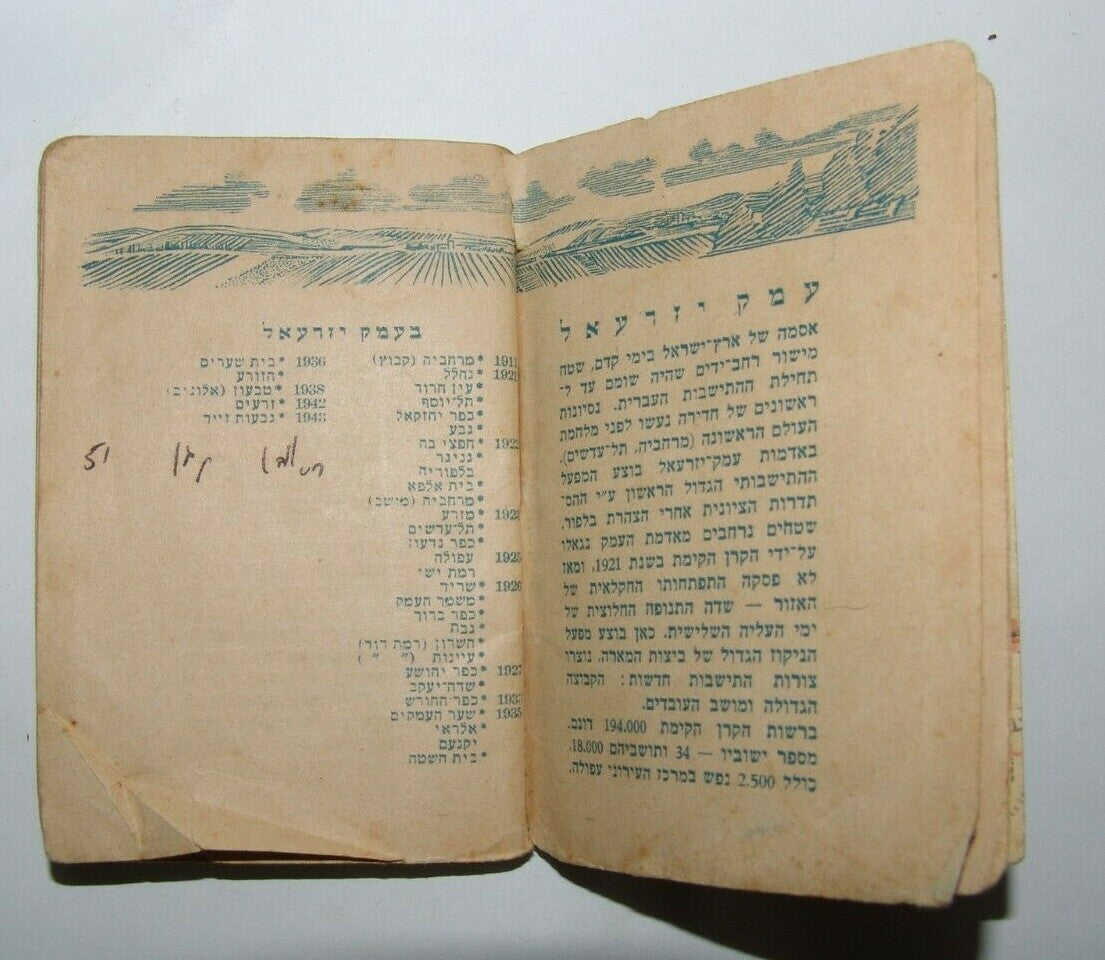 עמק יזרעאל
אסמה של ארץ־ישראל בימי קדם, שטח
מישור רחב־ידים שהיה שומם עד ל־
תחילת ההתישבות העברית. נסיונות
ראשונים של חדירה נעשו לפני מלחמת
העולם הראשונה (מרחביה, תל־עדשים).
באדמות עמק־יזרעאל בוצע המפעל
ההתישבותי הגדול הראשון ע״י ההס־
תדרות הציונית אחרי הצהרת בלפור.
שטחים נרחבים מאדמת העמק נגאלו
על־ידי הקרן הקימת בשנת 1921, ומאז
לא פסקה התפתחותו החקלאית של
האזור — שדה התנופה החלוצית של
ימי העליה השלישית. כאן בוצע מפעל
הניקוז הגדול של ביצות המארה. נוצרו
צורות התישבות חדשות: הקבוצה
הגדולה ומושב העובדים.
ברשות הקרן הקימת 194.000 דונם.
מספר ישוביו — 34 ותושביהם 18.000,
כולל 2.500 נפש במרכז העירוני עפולה.
בעמק יזרעאל
1911 *מרחביה (קבוץ)
1921 *נהלל
*עין חרוד
*תל־יוסף
*כפר יחזקאל
*גבע
1922 *חפצי בה
*גניגר
בלפוריה
*בית אלפא
*מרחביה (מושב)
1923 *מזרע
*תל־עדשים
*כפר גדעון
1925 עפולה
רמת ישי
1926 *שריד
*משמר העמק
*כפר ברוך
*גבת
*השרון (רמת דוד)
*עיינות (״ ״)
1927 *כפר יהושע
*שדה־יעקב
1933 *כפר־החורש
1935 *שער העמקים
*אלראי
יקנעם
*בית השטה
1936 *בית שערים
*הזורע
1938 *טבעון (אלונים)
1942 *זרעים
1943 *גבעות זייד
51